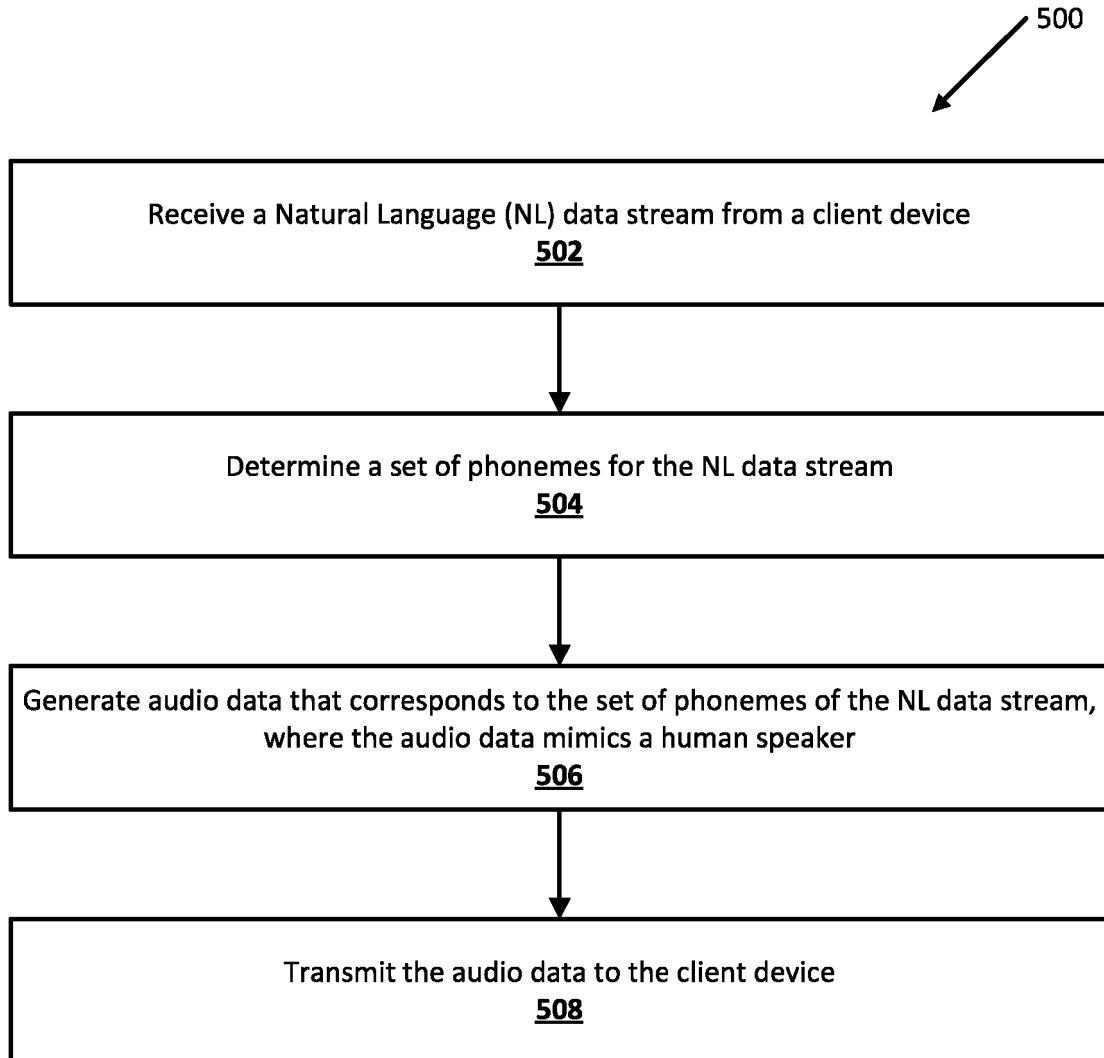 500
Receive a Natural Language (NL) data stream from a client device
502
Determine a set of phonemes for the NL data stream
504
Generate audio data that corresponds to the set of phonemes of the NL data stream,
where the audio data mimics a human speaker
506
Transmit the audio data to the client device
508